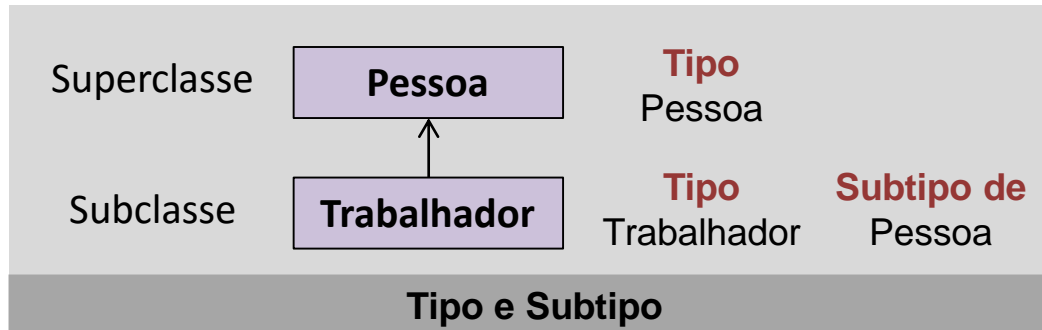 Superclasse
Pessoa
Tipo
Pessoa
Subclasse
Trabalhador
Tipo
Trabalhador
Subtipo de
Pessoa
Tipo e Subtipo